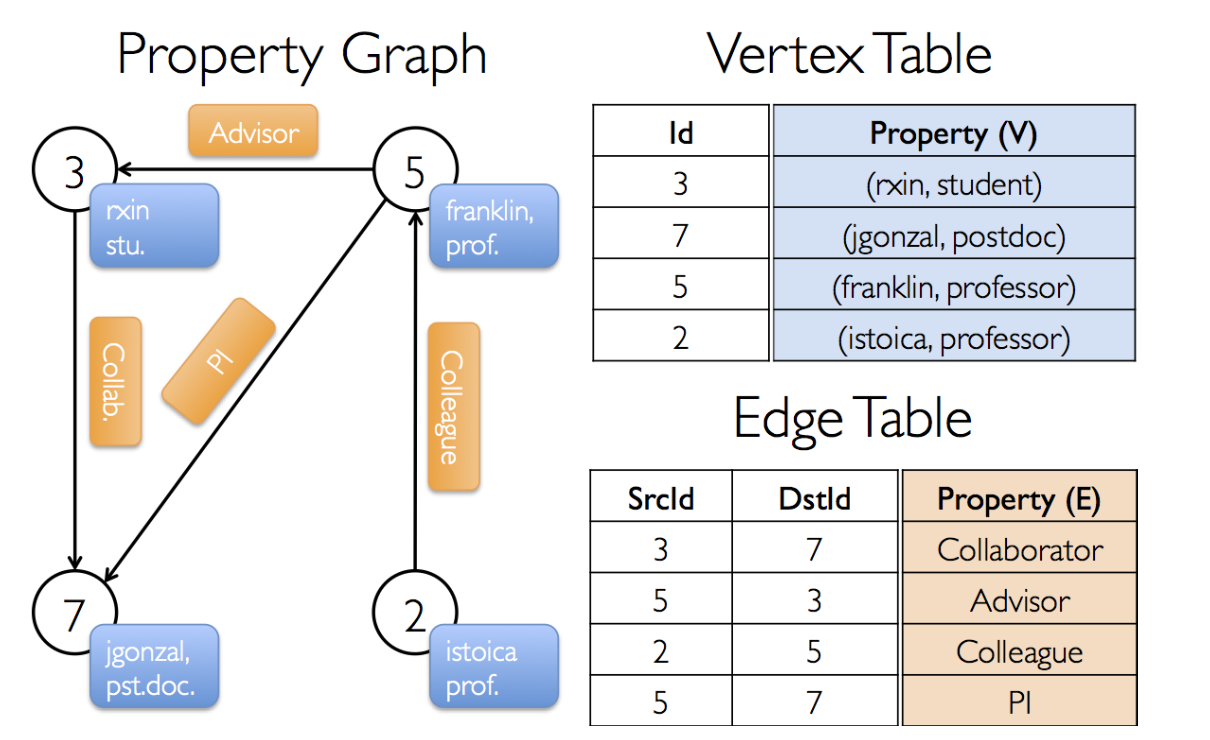 Property Graph
Advisor
3
rxin
stu.
5
franklin,
prof.
Collab.
PI
Colleague
7
jgonzal,
pst.doc.
2
istoica
prof.
Vertex Table
Id Property (V)
3 (rxin, student)
7 (jgonzal, postdoc)
5 (franklin, professor)
2 (istoica, professor)
Edge Table
SrcId DstId Property (E)
3 7 Collaborator
5 3 Advisor
2 5 Colleague
5 7 PI